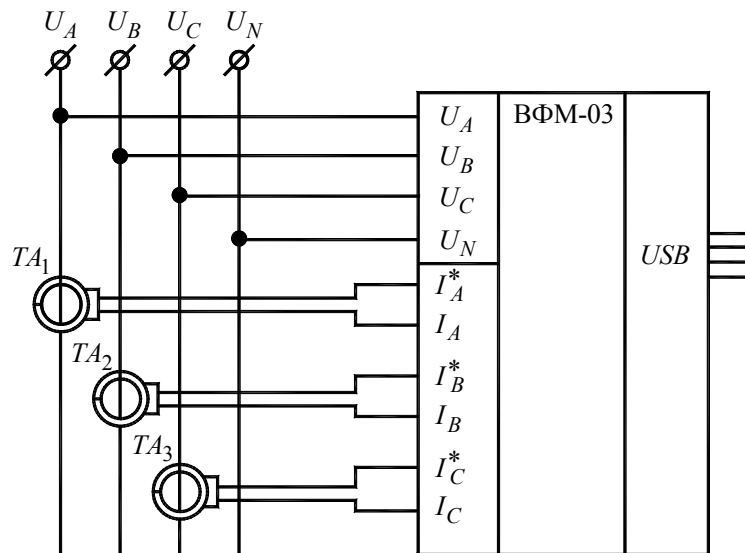 U_A U_B U_C U_N
U_A ВФМ-03
U_B
U_C
U_N USB
TA_1
I*_A
I_A
TA_2
I*_B
I_B
TA_3
I*_C
I_C